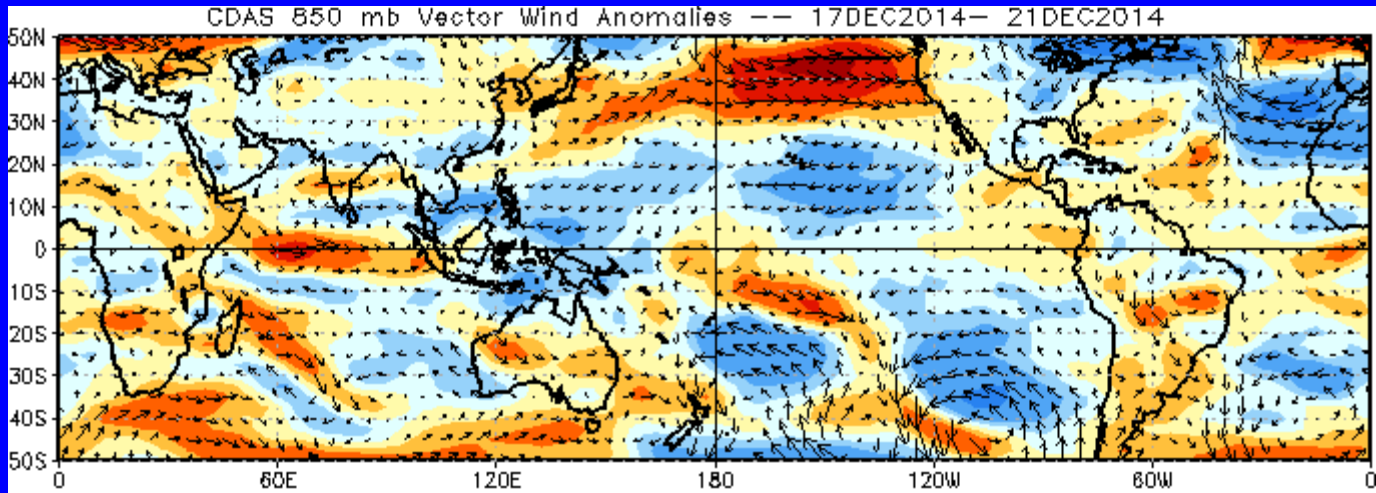 CDAS 850 mb Vector Wind Anomalies -- 17DEC2014- 21DEC2014
50N
40N
30N
20N
10N
0
10S
20S
30S
40S
50S
0 60E 120E 180 120W 60W 0